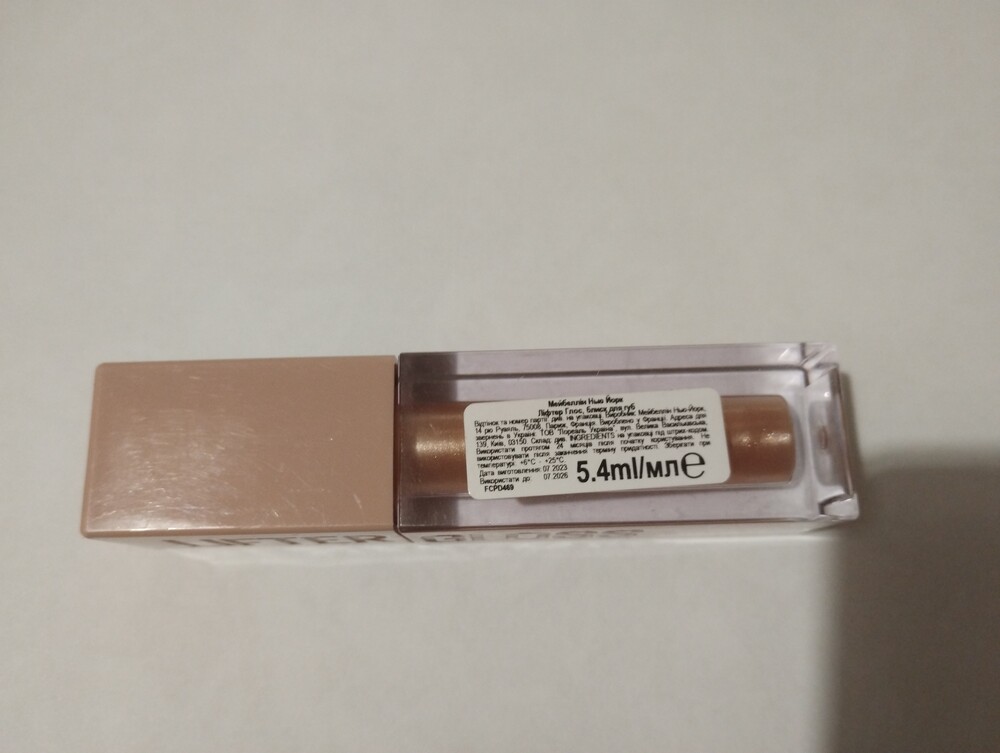 Мейбеллін Нью Йорк
Ліфтер Глос, блиск для губ
Відтінок та номер партії: див. на упаковці. Виробник: Мейбеллін Нью-Йорк,
14 рю Руаяль, 75008, Париж, Франція. Вироблено у Франції. Адреса для
звернень в Україні: ТОВ "Лореаль Україна", вул. Велика Васильківська,
139, Київ, 03150. Склад: див. INGREDIENTS на упаковці під штрих-кодом.
Використати протягом 24 місяців після початку користування. Не
використовувати після закінчення терміну придатності. Зберігати при
температурі: +6°C - +25°C.
Дата виготовлення: 07.2023
Використати до: 07.2026
FCPD469
5.4ml/мл℮
LIFTER GLOSS